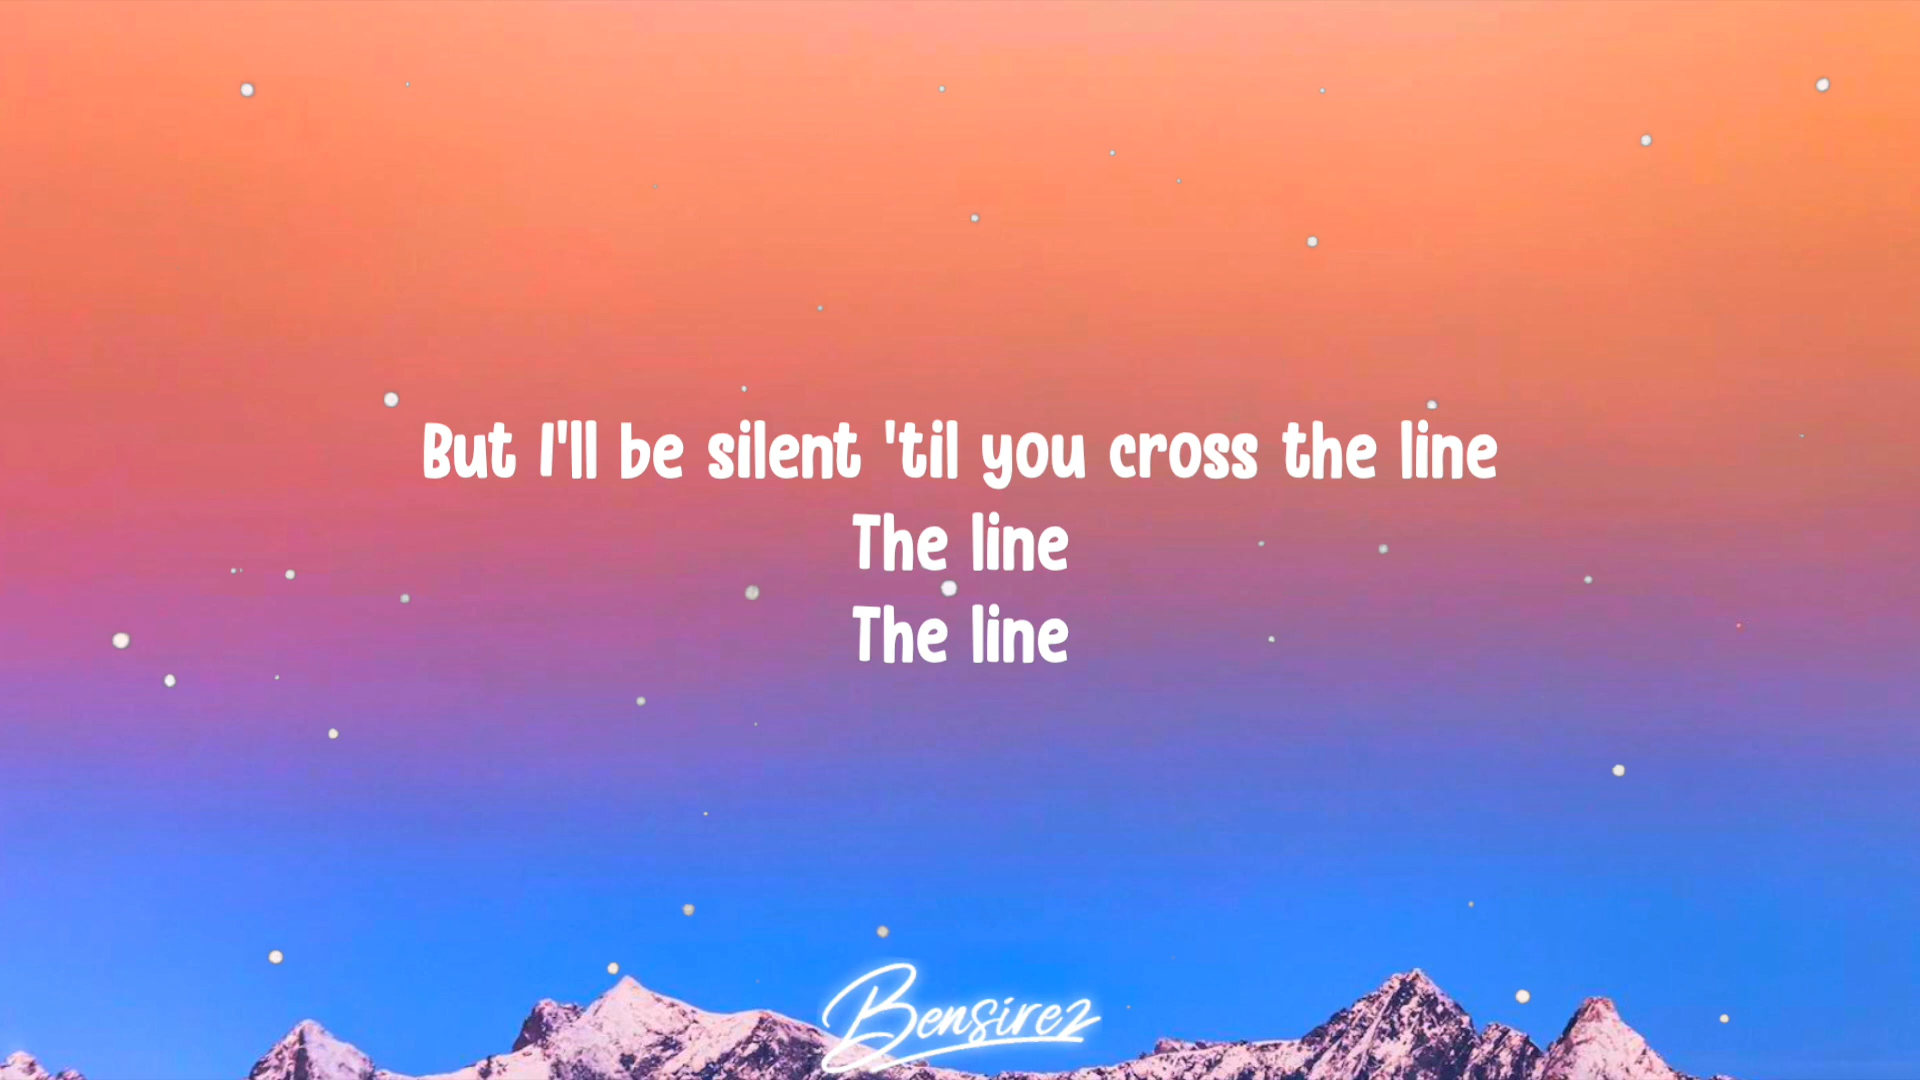 But I'll be silent 'til you cross the line
The line
The line
Bensirez